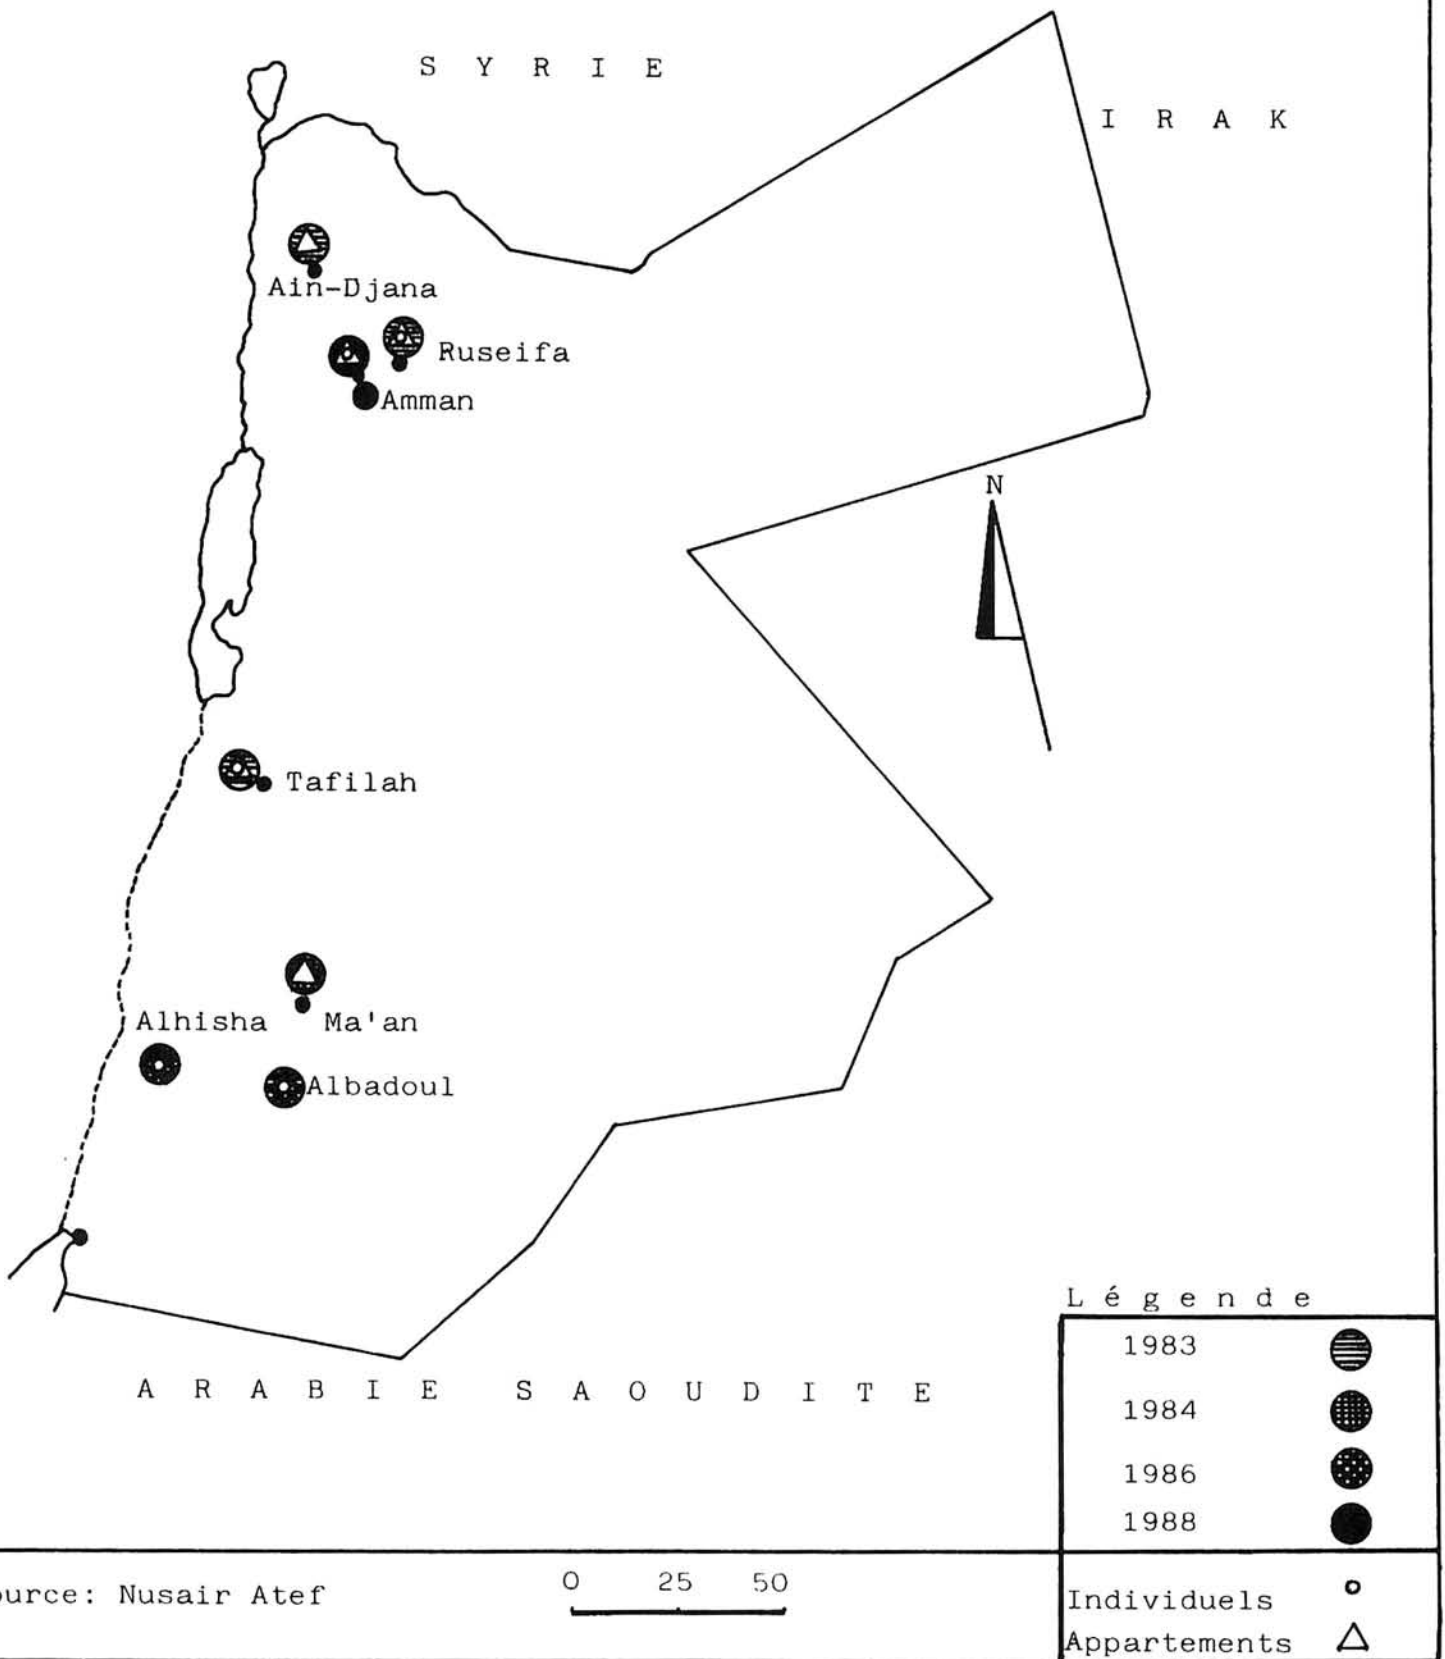 S Y R I E
I R A K
Ain-Djana
Ruseifa
Amman
N
Tafilah
Alhisha
Ma'an
Albadoul
A R A B I E S A O U D I T E
L é g e n d e
1983
1984
1986
1988
ource: Nusair Atef
0 25 50
Individuels
Appartements